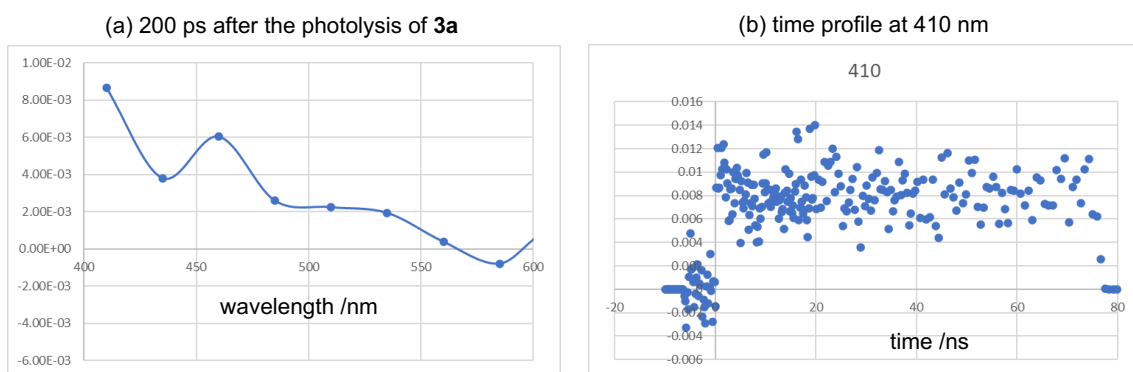 (a) 200 ps after the photolysis of 3a
1.00E-02
8.00E-03
6.00E-03
4.00E-03
2.00E-03
0.00E+00
-2.00E-03
-4.00E-03
-6.00E-03
400
450
500
550
600
wavelength /nm
(b) time profile at 410 nm
410
0.016
0.014
0.012
0.01
0.008
0.006
0.004
0.002
0
-0.002
-0.004
-0.006
-20
0
20
40
60
80
time /ns